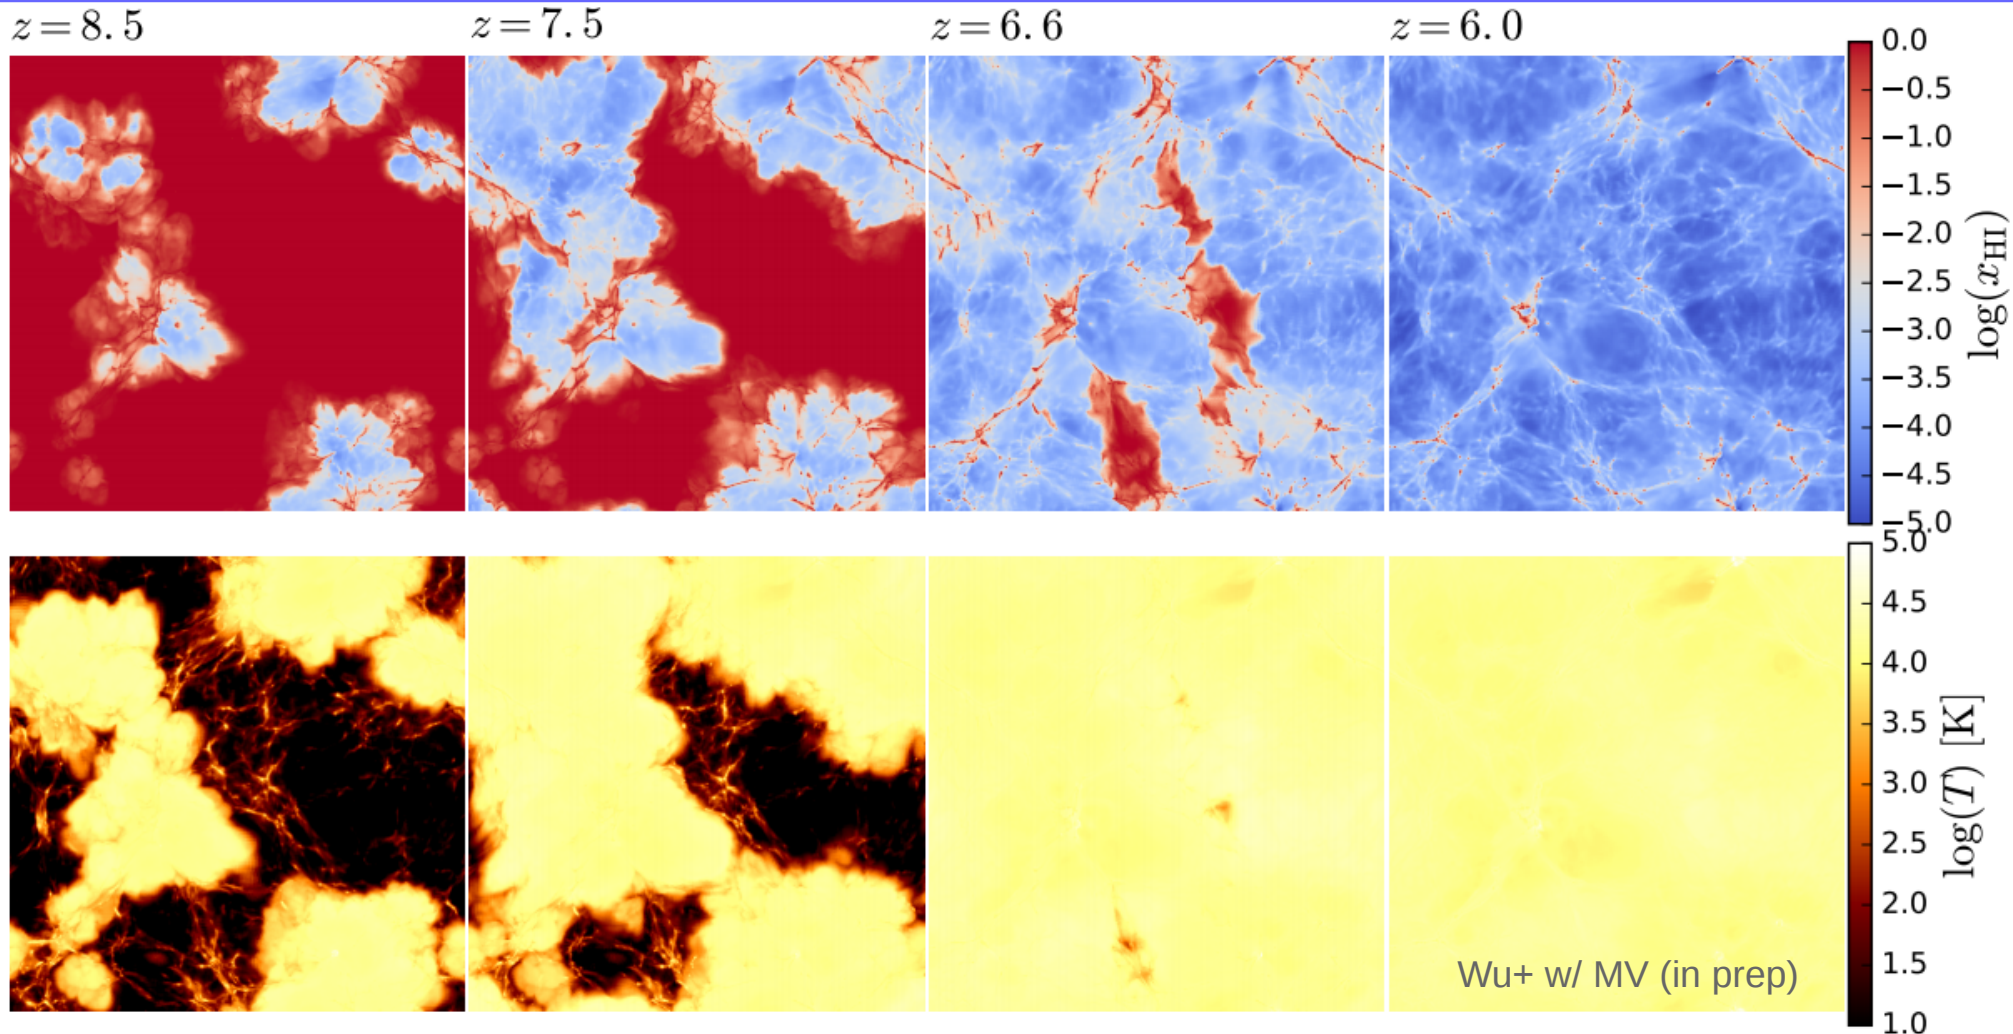 z = 8.5
z = 7.5
z = 6.6
z = 6.0
0.0
−0.5
−1.0
−1.5
−2.0
−2.5
−3.0
−3.5
−4.0
−4.5
−5.0
log(x_HI)
5.0
4.5
4.0
3.5
3.0
2.5
2.0
1.5
1.0
log(T) [K]
Wu+ w/ MV (in prep)